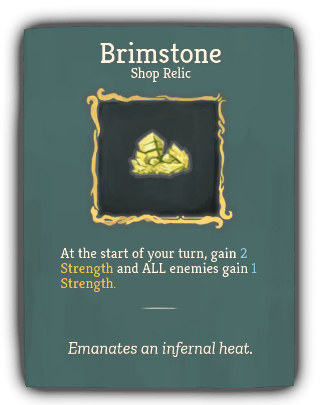 Brimstone
Shop Relic
At the start of your turn, gain 2
Strength and ALL enemies gain 1
Strength.
Emanates an infernal heat.